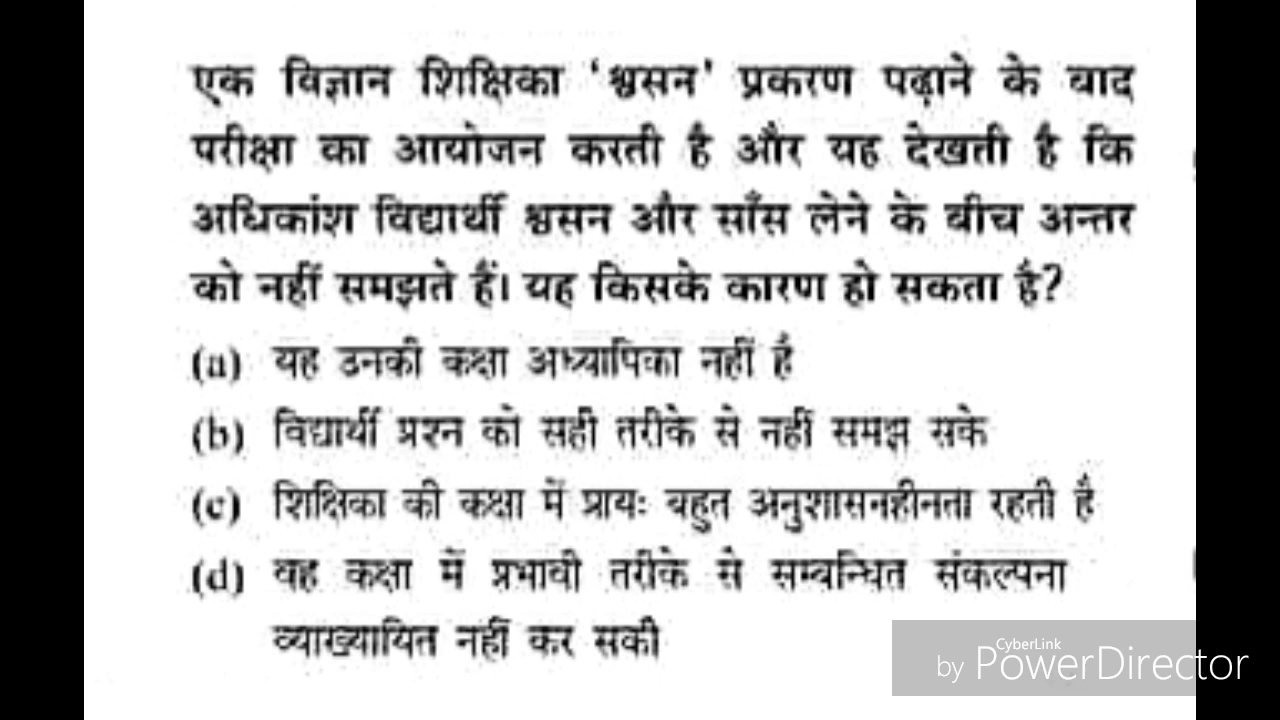 एक विज्ञान शिक्षिका 'श्वसन' प्रकरण पढ़ाने के बाद
परीक्षा का आयोजन करती है और यह देखती है कि
अधिकांश विद्यार्थी श्वसन और साँस लेने के बीच अन्तर
को नहीं समझते हैं। यह किसके कारण हो सकता है?
(a) यह उनकी कक्षा अध्यापिका नहीं है
(b) विद्यार्थी प्रश्न को सही तरीके से नहीं समझ सके
(c) शिक्षिका की कक्षा में प्रायः बहुत अनुशासनहीनता रहती है
(d) वह कक्षा में प्रभावी तरीके से सम्बन्धित संकल्पना
व्याख्यायित नहीं कर सकी
CyberLink
by PowerDirector